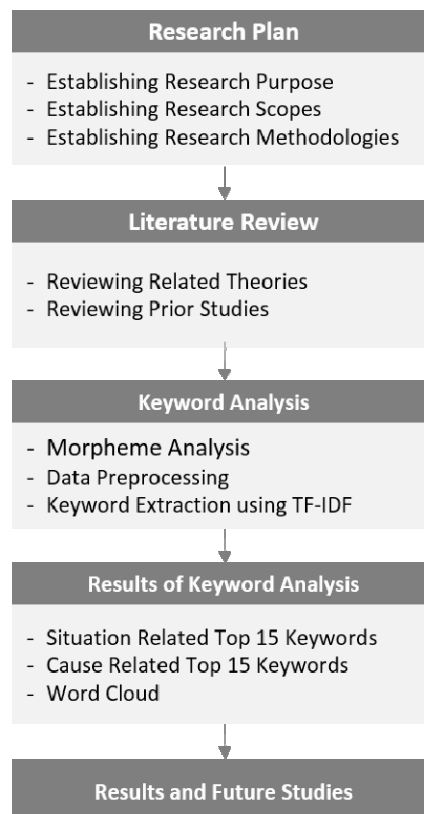 Research Plan
- Establishing Research Purpose
- Establishing Research Scopes
- Establishing Research Methodologies
Literature Review
- Reviewing Related Theories
- Reviewing Prior Studies
Keyword Analysis
- Morpheme Analysis
- Data Preprocessing
- Keyword Extraction using TF-IDF
Results of Keyword Analysis
- Situation Related Top 15 Keywords
- Cause Related Top 15 Keywords
- Word Cloud
Results and Future Studies